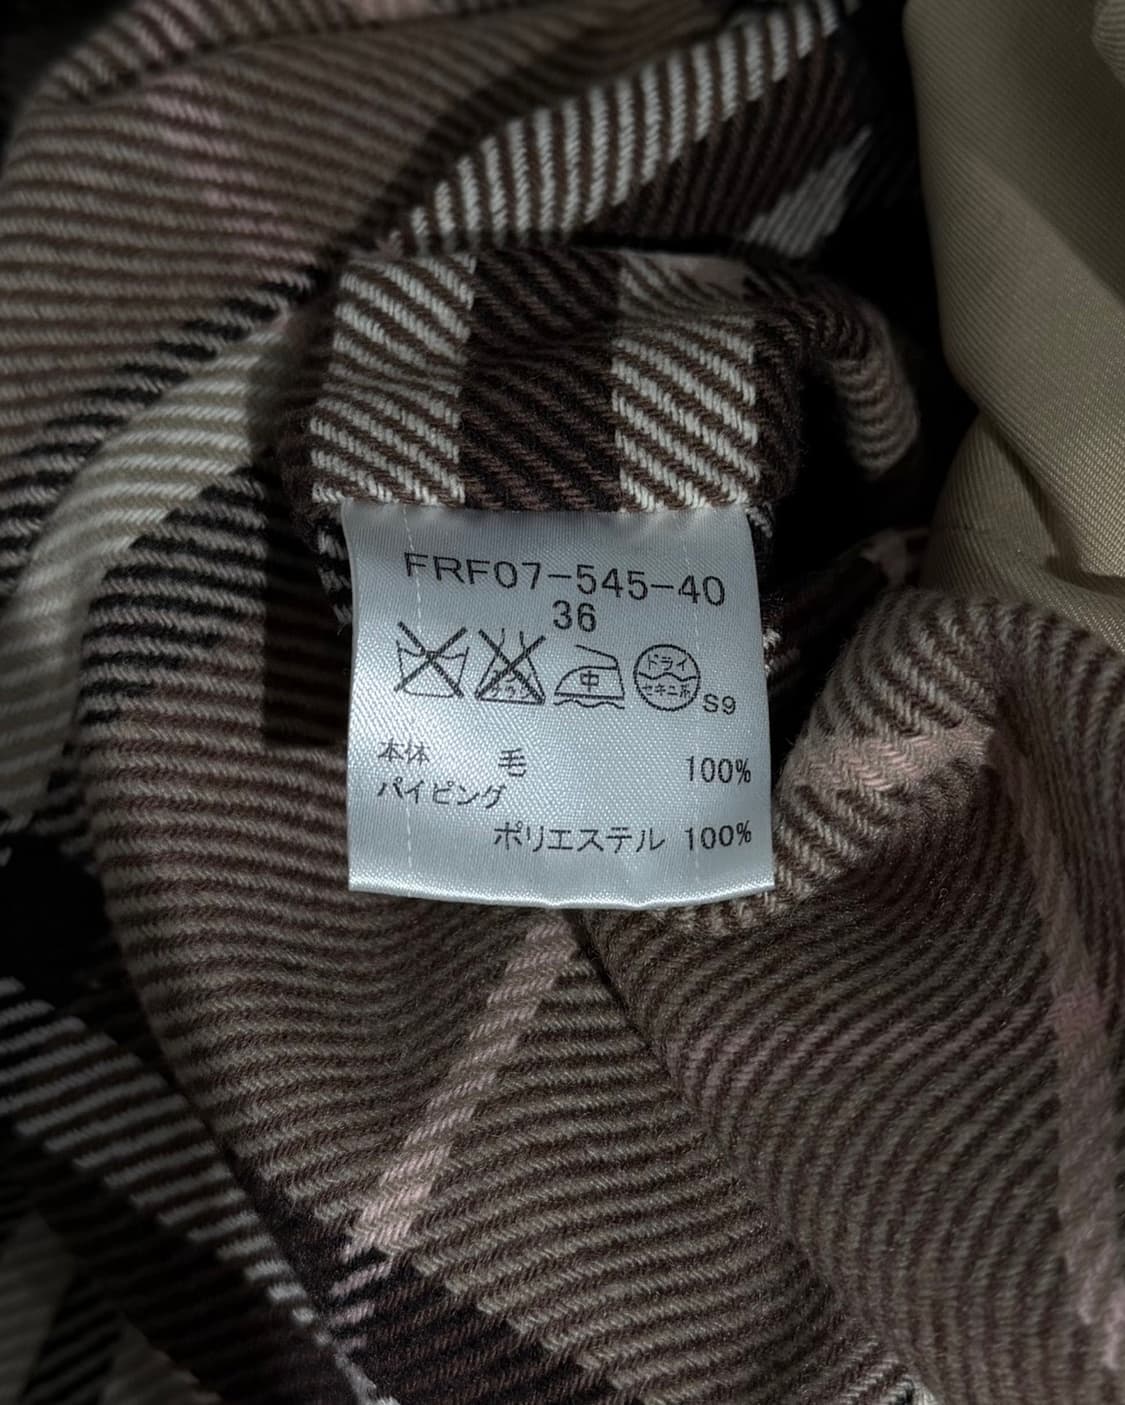 FRF07-545-40
36
中 ドライ
セキユ系 S9
本体 毛 100%
パイピング
ポリエステル 100%